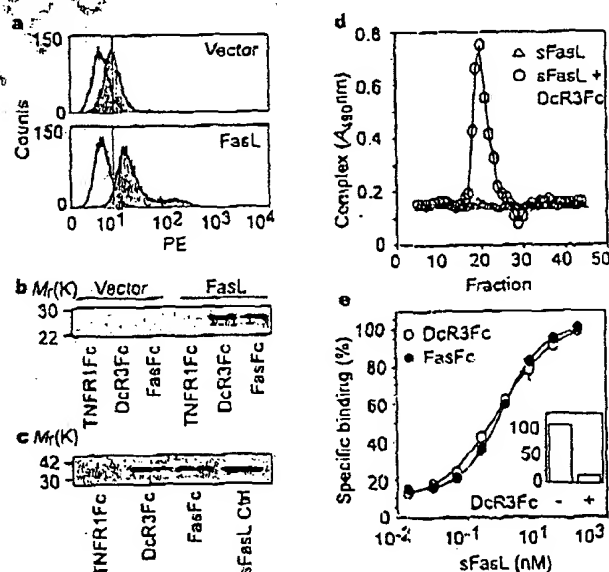 a
150
Vector
0
Counts
150
FasL
0
0 10¹ 10² 10³ 10⁴
PE
b Mr(K) Vector FasL
30
22
TNFR1Fc
DcR3Fc
FasFc
TNFR1Fc
DcR3Fc
FasFc
c Mr(K)
42
30
TNFR1Fc
DcR3Fc
FasFc
sFasL Ctrl
d
0.8
0.6
0.4
0.2
0
Complex (A490nm)
sFasL
sFasL +
DcR3Fc
0 10 20 30 40 50
Fraction
e
100
80
60
40
20
0
Specific binding (%)
DcR3Fc
FasFc
100
50
0
DcR3Fc - +
10⁻² 10⁻¹ 10¹ 10³
sFasL (nM)